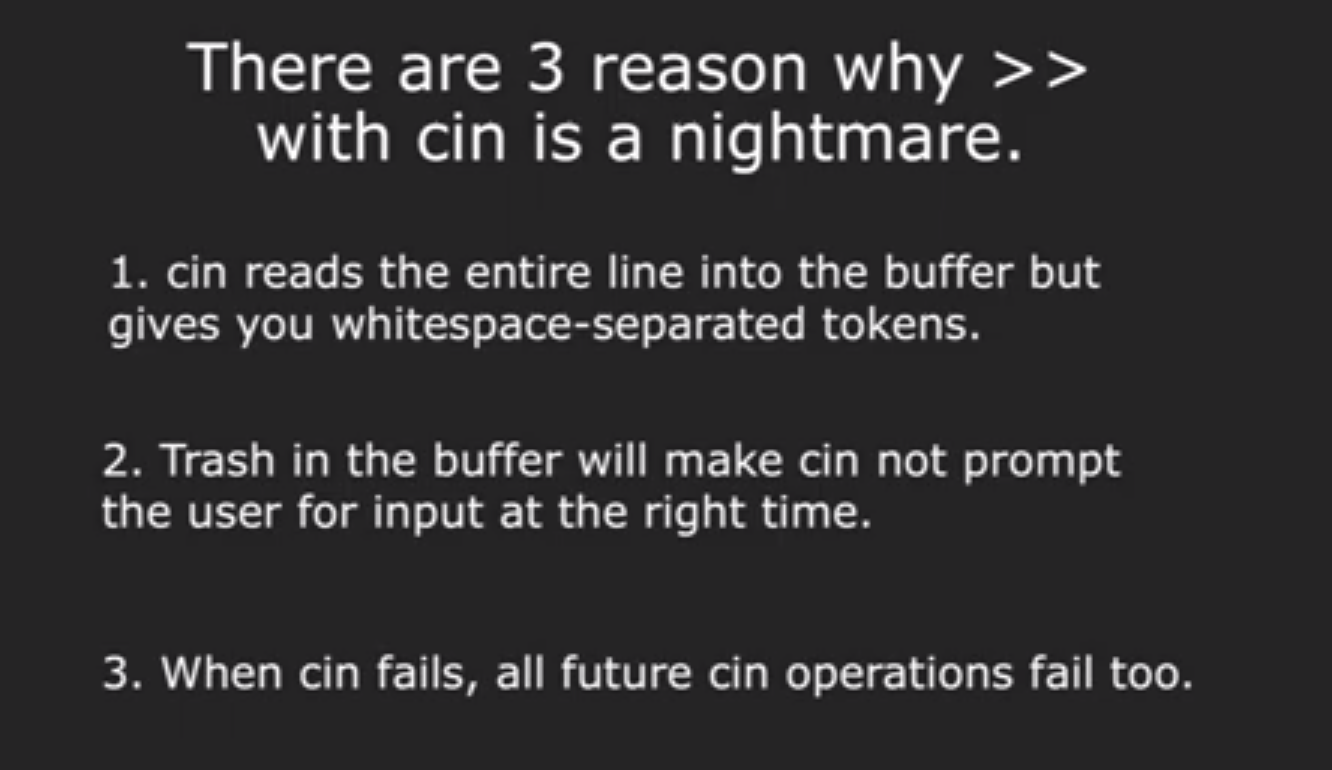 There are 3 reason why >>
with cin is a nightmare.
1. cin reads the entire line into the buffer but
gives you whitespace-separated tokens.
2. Trash in the buffer will make cin not prompt
the user for input at the right time.
3. When cin fails, all future cin operations fail too.